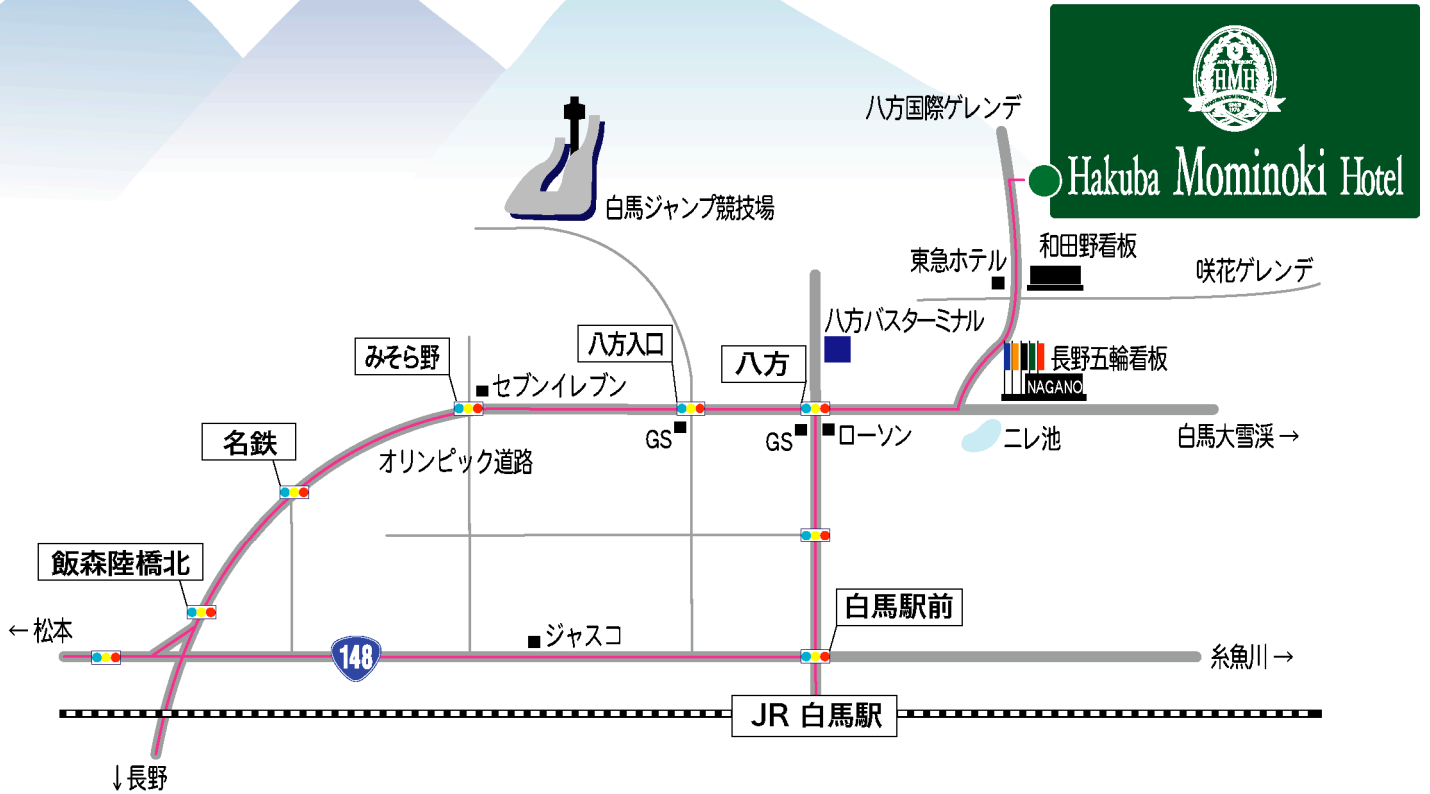 HMH
Hakuba Mominoki Hotel
八方国際ゲレンデ
白馬ジャンプ競技場
東急ホテル
和田野看板
咲花ゲレンデ
八方バスターミナル
みそら野
八方入口
八方
長野五輪看板
NAGANO
セブンイレブン
名鉄
オリンピック道路
GS
GS
ローソン
ニレ池
白馬大雪渓→
飯森陸橋北
白馬駅前
←松本
ジャスコ
148
糸魚川→
JR 白馬駅
↓長野